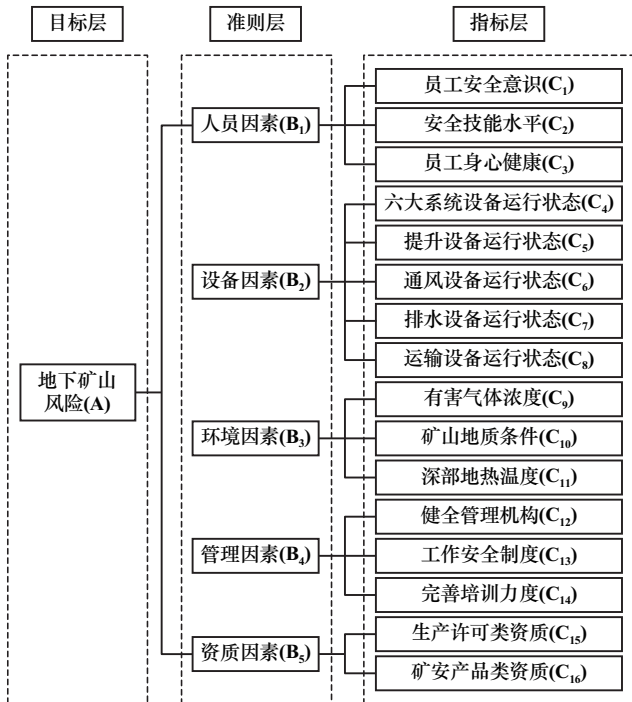 目标层
准则层
指标层
地下矿山
风险(A)
人员因素(B₁)
设备因素(B₂)
环境因素(B₃)
管理因素(B₄)
资质因素(B₅)
员工安全意识(C₁)
安全技能水平(C₂)
员工身心健康(C₃)
六大系统设备运行状态(C₄)
提升设备运行状态(C₅)
通风设备运行状态(C₆)
排水设备运行状态(C₇)
运输设备运行状态(C₈)
有害气体浓度(C₉)
矿山地质条件(C₁₀)
深部地热温度(C₁₁)
健全管理机构(C₁₂)
工作安全制度(C₁₃)
完善培训力度(C₁₄)
生产许可类资质(C₁₅)
矿安产品类资质(C₁₆)